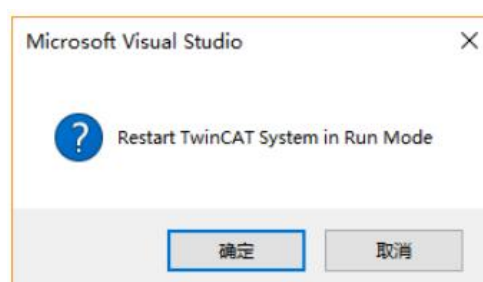 Microsoft Visual Studio
Restart TwinCAT System in Run Mode
确定
取消